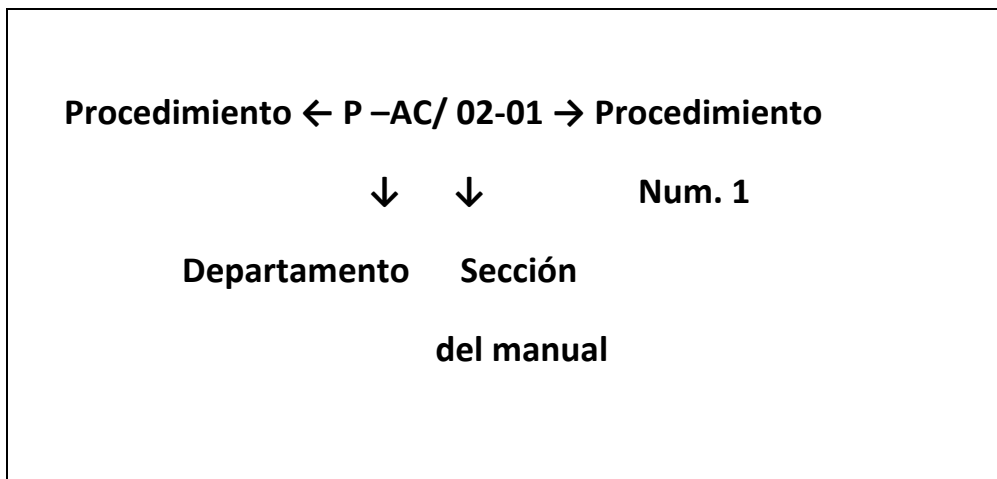 Procedimiento ← P –AC/ 02-01 → Procedimiento
↓ ↓ Num. 1
Departamento Sección
del manual